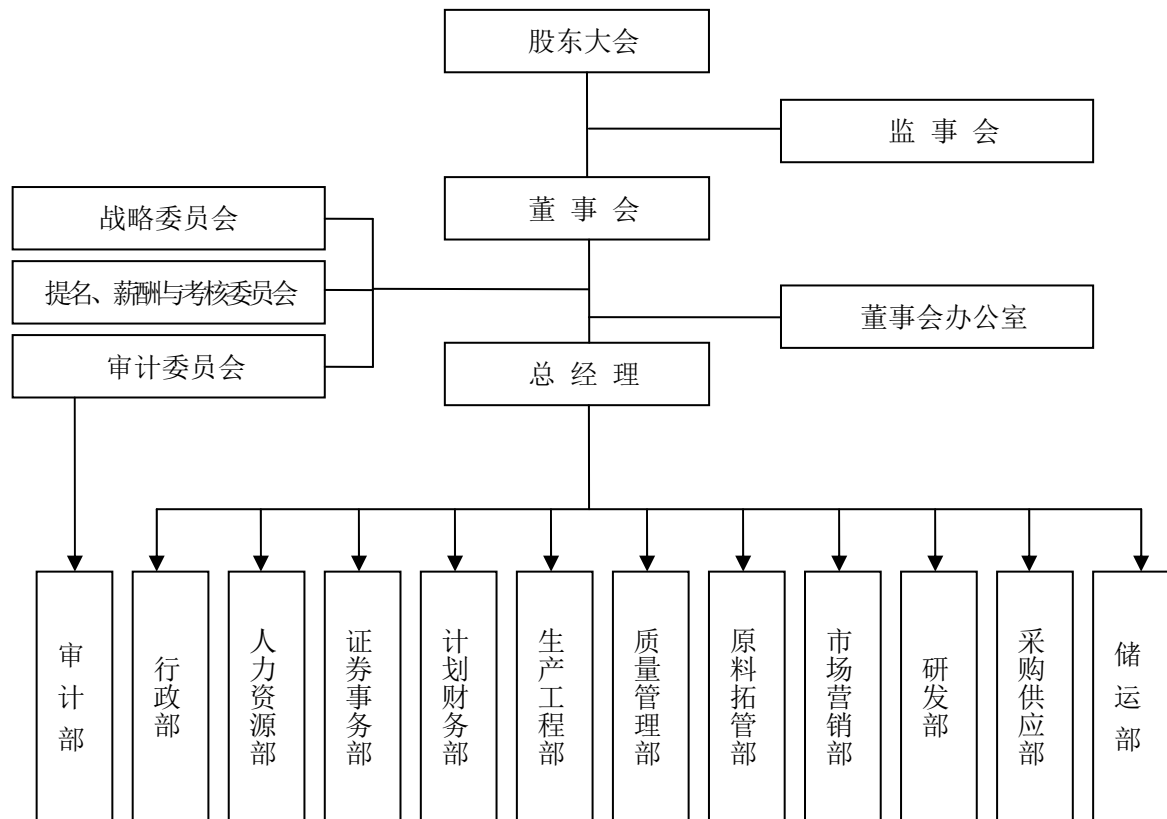 股东大会
监 事 会
董 事 会
战略委员会
提名、薪酬与考核委员会
董事会办公室
审计委员会
总 经 理
审计部
行政部
人力资源部
证券事务部
计划财务部
生产工程部
质量管理部
原料拓管部
市场营销部
研发部
采购供应部
储运部